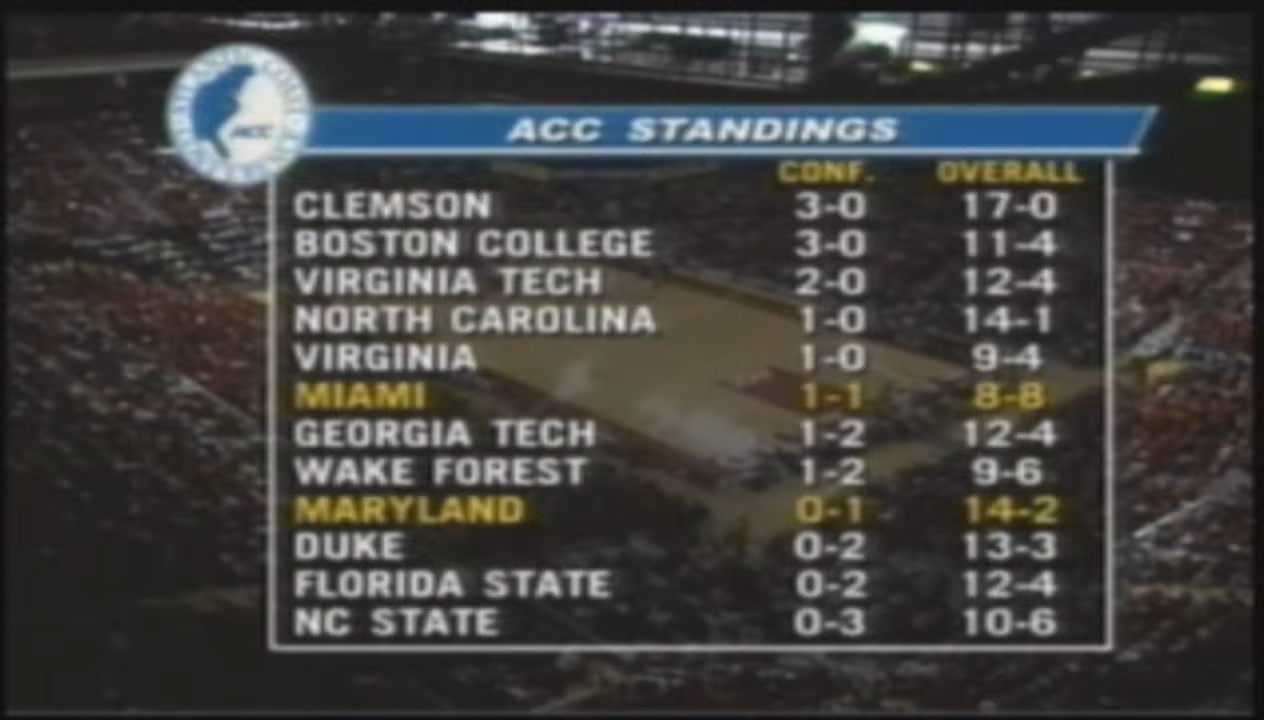 ACC
ACC STANDINGS
CONF. OVERALL
CLEMSON 3-0 17-0
BOSTON COLLEGE 3-0 11-4
VIRGINIA TECH 2-0 12-4
NORTH CAROLINA 1-0 14-1
VIRGINIA 1-0 9-4
MIAMI 1-1 8-8
GEORGIA TECH 1-2 12-4
WAKE FOREST 1-2 9-6
MARYLAND 0-1 14-2
DUKE 0-2 13-3
FLORIDA STATE 0-2 12-4
NC STATE 0-3 10-6